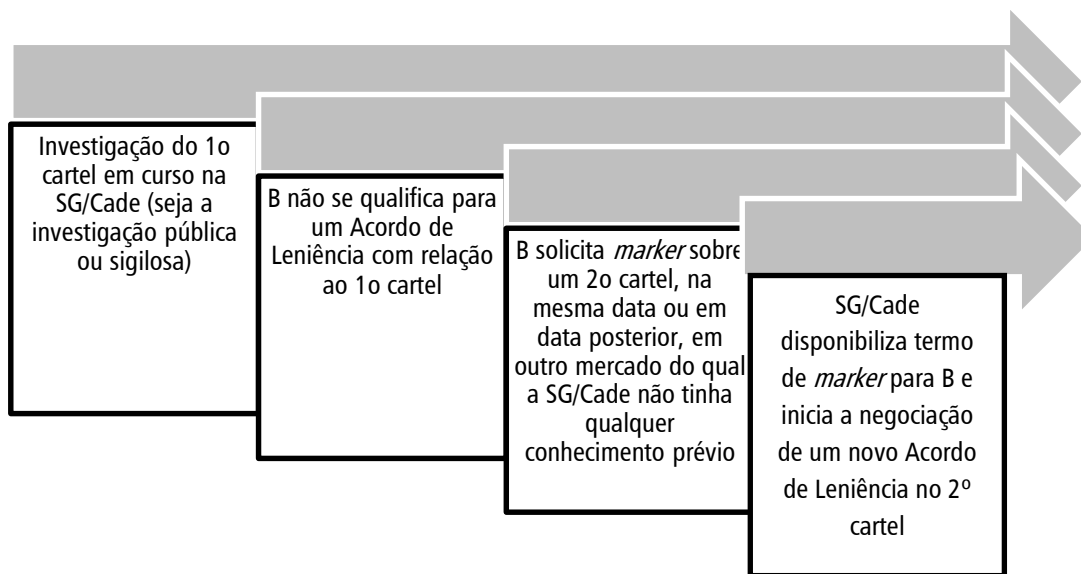 Investigação do 1o
cartel em curso na
SG/Cade (seja a
investigação pública
ou sigilosa)
B não se qualifica para
um Acordo de
Leniência com relação
ao 1o cartel
B solicita marker sobre
um 2o cartel, na
mesma data ou em
data posterior, em
outro mercado do qual
a SG/Cade não tinha
qualquer
conhecimento prévio
SG/Cade
disponibiliza termo
de marker para B e
inicia a negociação
de um novo Acordo
de Leniência no 2º
cartel